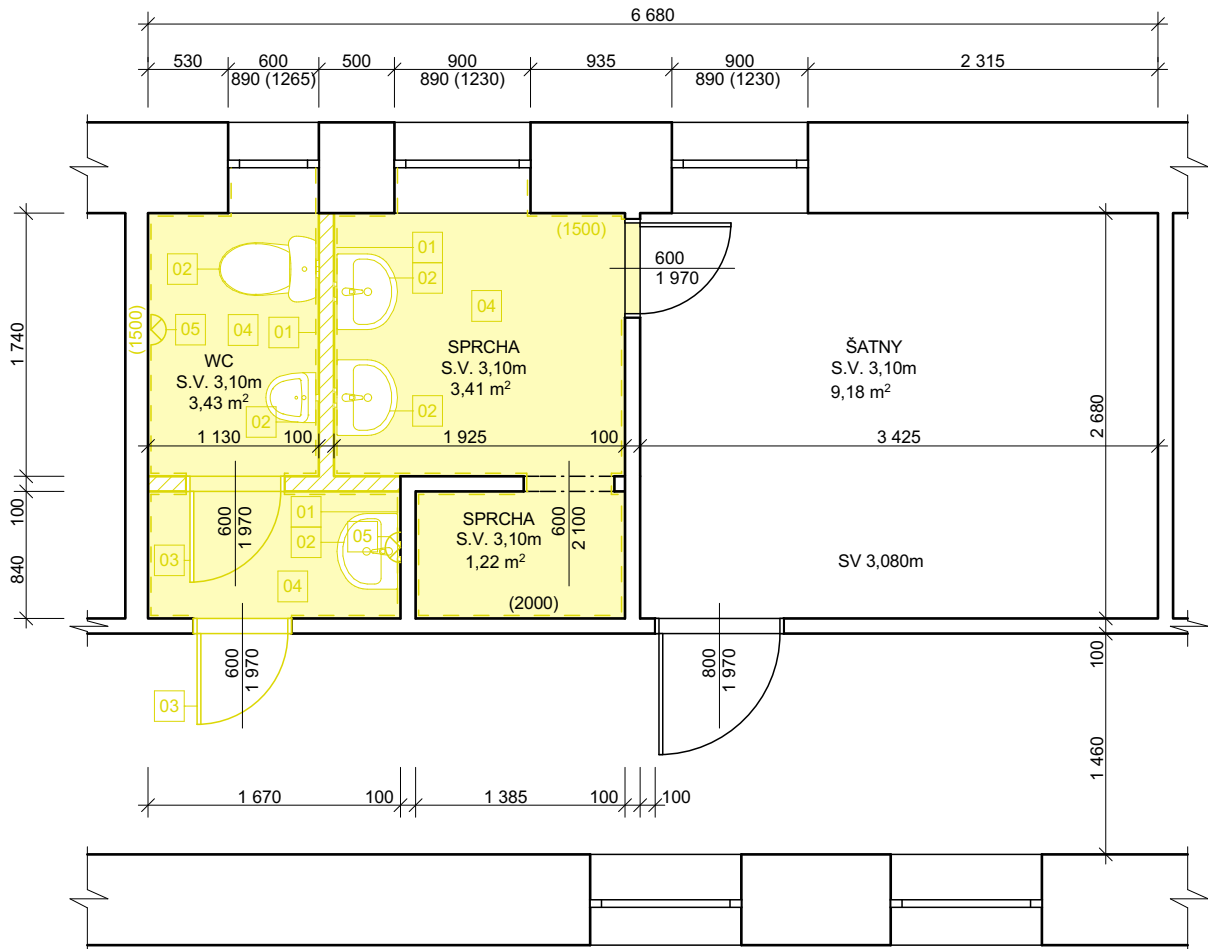 6 680
530 600 500 900 935 900 2 315
890 (1265) 890 (1230) 890 (1230)
(1500)
01
02
02
04
600
1 970
05
04
01
(1500)
1 740
WC
S.V. 3,10m
3,43 m²
SPRCHA
S.V. 3,10m
3,41 m²
ŠATNY
S.V. 3,10m
9,18 m²
02
02
2 680
1 130 100 1 925 100 3 425
100
840
600
1 970
01
02
05
03
04
SPRCHA
S.V. 3,10m
1,22 m²
600
2 100
SV 3,080m
(2000)
600
1 970
03
800
1 970
100
1 460
1 670 100 1 385 100 100